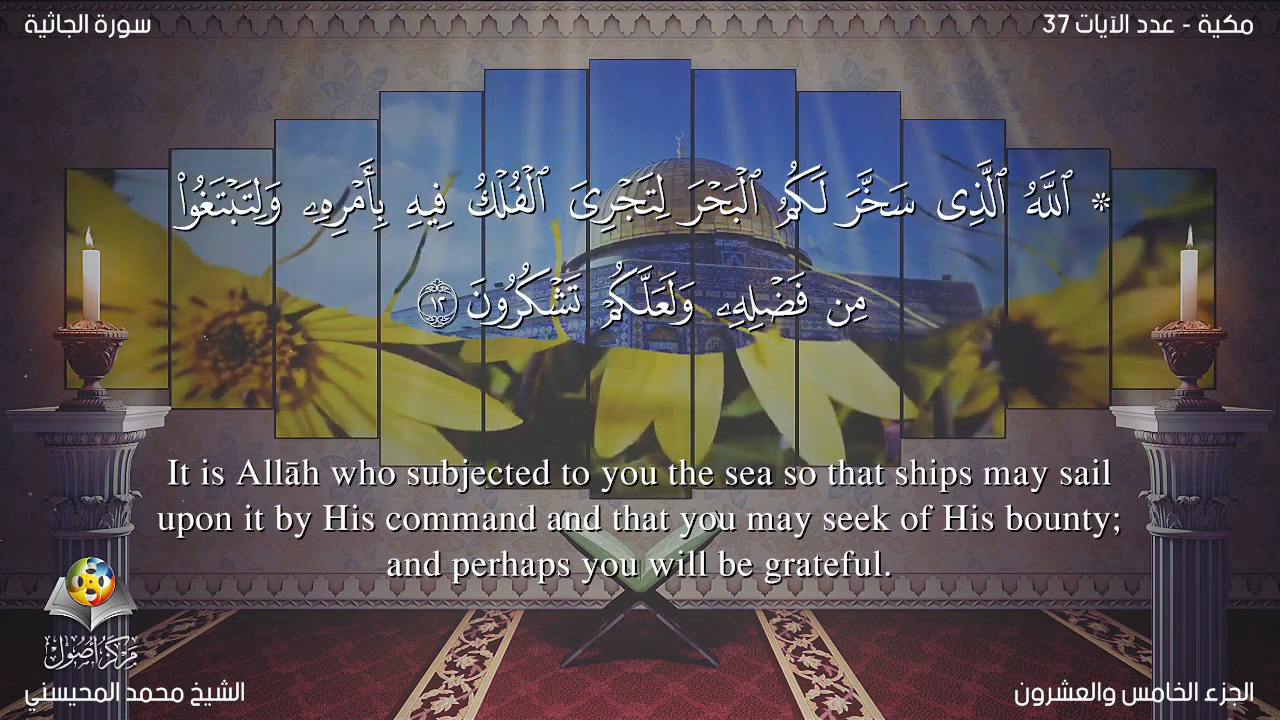 سورة الجاثية
مكية - عدد الآيات 37
* ٱللَّهُ ٱلَّذِى سَخَّرَ لَكُمُ ٱلْبَحْرَ لِتَجْرِىَ ٱلْفُلْكُ فِيهِ بِأَمْرِهِۦ وَلِتَبْتَغُوا۟
مِن فَضْلِهِۦ وَلَعَلَّكُمْ تَشْكُرُونَ ١٢
It is Allāh who subjected to you the sea so that ships may sail
upon it by His command and that you may seek of His bounty;
and perhaps you will be grateful.
مركز أصول
الشيخ محمد المحيسني
الجزء الخامس والعشرون